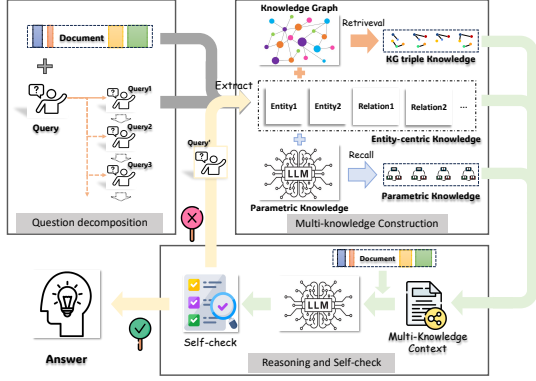 Document
Query
Query1
Query2
Query3
Question decomposition
Extract
Query'
Knowledge Graph
Retrieveval
KG triple Knowledge
Entity1
Entity2
Relation1
Relation2
...
Entity-centric Knowledge
LLM
Recall
Parametric Knowledge
Parametric Knowledge
Multi-knowledge Construction
Document
LLM
Multi-Knowledge
Context
Self-check
Reasoning and Self-check
Answer